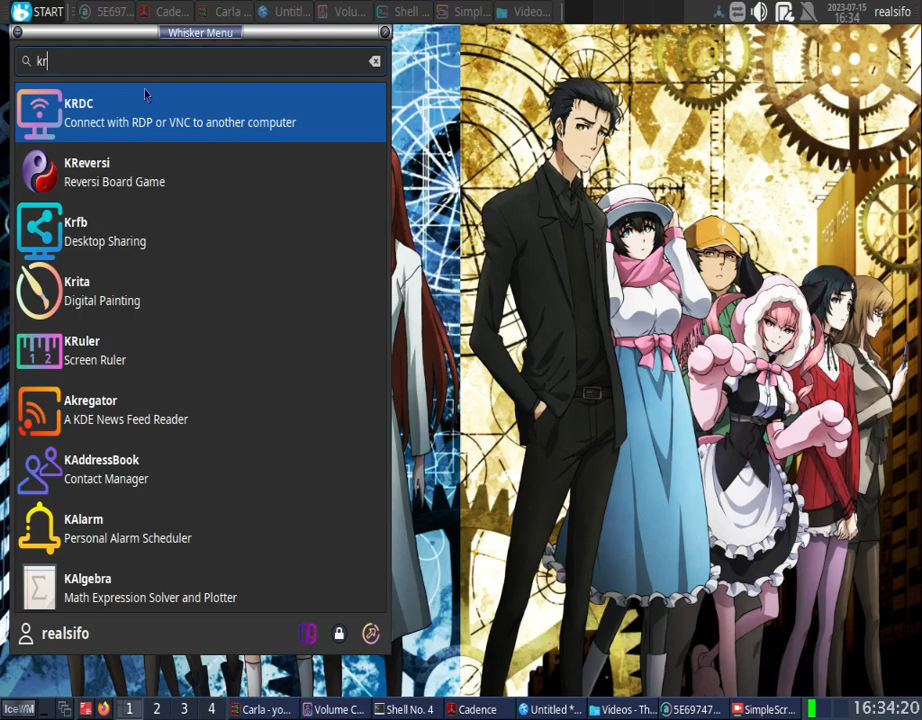 START
5E697...
Cade...
Carla ...
Untitl...
Volu...
Shell ...
Simpl...
Video...
2023-07-15
16:34
realsifo
Whisker Menu
kr
KRDC
Connect with RDP or VNC to another computer
KReversi
Reversi Board Game
Krfb
Desktop Sharing
Krita
Digital Painting
KRuler
1 2
Screen Ruler
Akregator
A KDE News Feed Reader
KAddressBook
Contact Manager
KAlarm
Personal Alarm Scheduler
Σ
KAlgebra
Math Expression Solver and Plotter
realsifo
IceWM
1
2
3
4
Carla - yo...
Volume C...
Shell No. 4
Cadence
Untitled *...
Videos - Th...
5E69747...
SimpleScr...
16:34:20